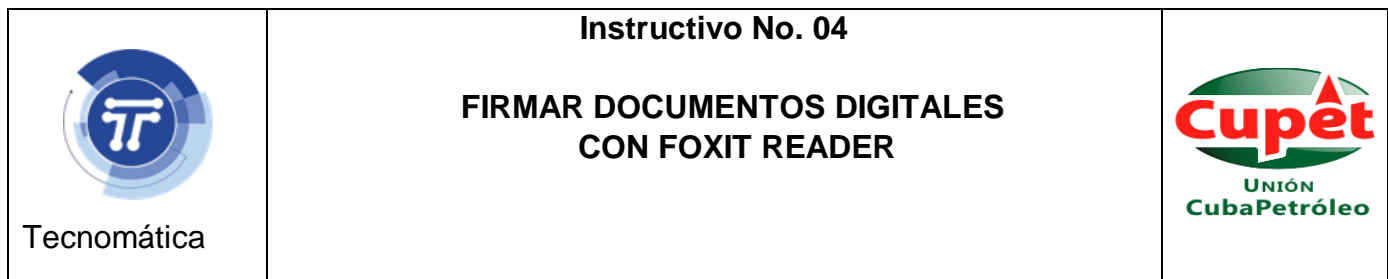 Tecnomática
Instructivo No. 04
FIRMAR DOCUMENTOS DIGITALES
CON FOXIT READER
Cupet
UNIÓN
CubaPetróleo